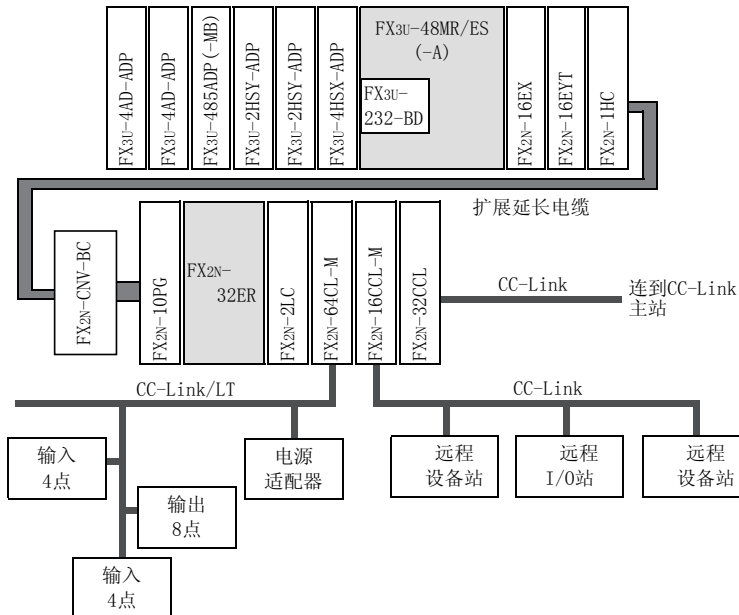 FX3U-4AD-ADP
FX3U-4AD-ADP
FX3U-485ADP(-MB)
FX3U-2HSY-ADP
FX3U-2HSY-ADP
FX3U-4HSX-ADP
FX3U-48MR/ES
(-A)
FX3U-
232-BD
FX2N-16EX
FX2N-16EYT
FX2N-1HC
扩展延长电缆
FX2N-CNV-BC
FX2N-10PG
FX2N-
32ER
FX2N-2LC
FX2N-64CL-M
FX2N-16CCL-M
FX2N-32CCL
CC-Link
连到CC-Link
主站
CC-Link/LT
CC-Link
输入
4点
输出
8点
输入
4点
电源
适配器
远程
设备站
远程
I/O站
远程
设备站